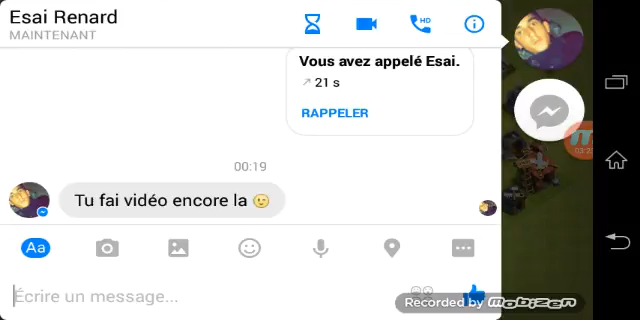 Esai Renard
HD
MAINTENANT
Vous avez appelé Esai.
21 s
RAPPELER
00:19
Tu fai vidéo encore la
Aa
Écrire un message...
Recorded by Mobizen